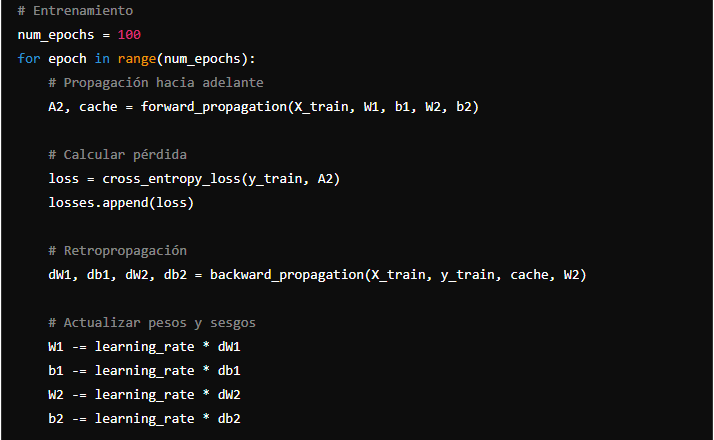 # Entrenamiento
num_epochs = 100
for epoch in range(num_epochs):
    # Propagación hacia adelante
    A2, cache = forward_propagation(X_train, W1, b1, W2, b2)

    # Calcular pérdida
    loss = cross_entropy_loss(y_train, A2)
    losses.append(loss)

    # Retropropagación
    dW1, db1, dW2, db2 = backward_propagation(X_train, y_train, cache, W2)

    # Actualizar pesos y sesgos
    W1 -= learning_rate * dW1
    b1 -= learning_rate * db1
    W2 -= learning_rate * dW2
    b2 -= learning_rate * db2